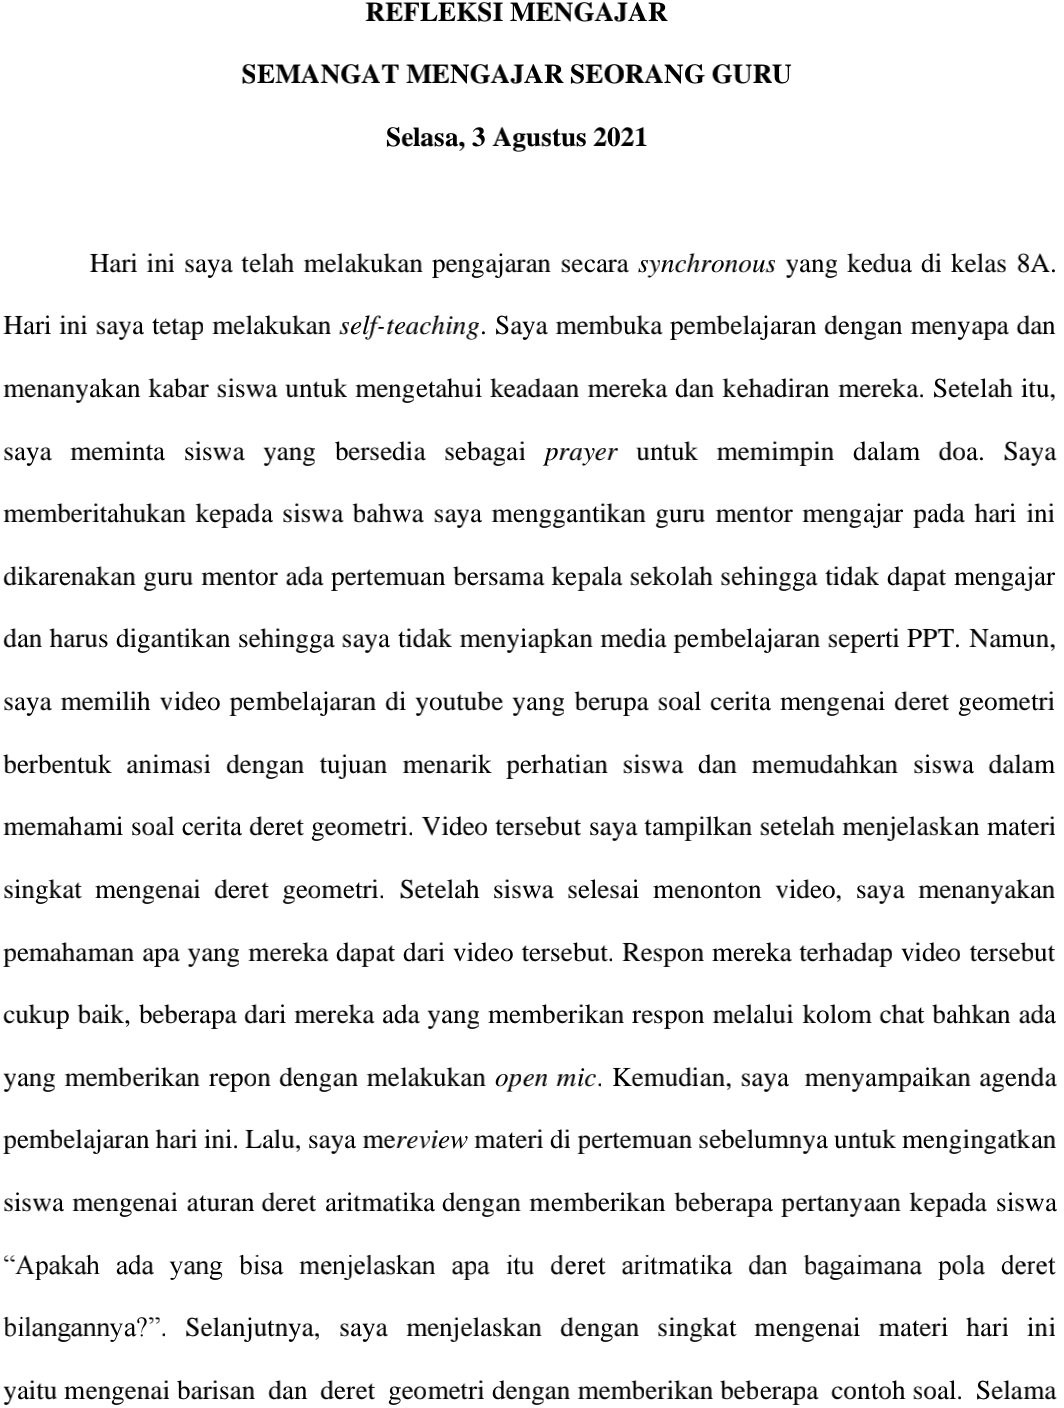 REFLEKSI MENGAJAR
SEMANGAT MENGAJAR SEORANG GURU
Selasa, 3 Agustus 2021
Hari ini saya telah melakukan pengajaran secara synchronous yang kedua di kelas 8A.
Hari ini saya tetap melakukan self-teaching. Saya membuka pembelajaran dengan menyapa dan
menanyakan kabar siswa untuk mengetahui keadaan mereka dan kehadiran mereka. Setelah itu,
saya meminta siswa yang bersedia sebagai prayer untuk memimpin dalam doa. Saya
memberitahukan kepada siswa bahwa saya menggantikan guru mentor mengajar pada hari ini
dikarenakan guru mentor ada pertemuan bersama kepala sekolah sehingga tidak dapat mengajar
dan harus digantikan sehingga saya tidak menyiapkan media pembelajaran seperti PPT. Namun,
saya memilih video pembelajaran di youtube yang berupa soal cerita mengenai deret geometri
berbentuk animasi dengan tujuan menarik perhatian siswa dan memudahkan siswa dalam
memahami soal cerita deret geometri. Video tersebut saya tampilkan setelah menjelaskan materi
singkat mengenai deret geometri. Setelah siswa selesai menonton video, saya menanyakan
pemahaman apa yang mereka dapat dari video tersebut. Respon mereka terhadap video tersebut
cukup baik, beberapa dari mereka ada yang memberikan respon melalui kolom chat bahkan ada
yang memberikan repon dengan melakukan open mic. Kemudian, saya menyampaikan agenda
pembelajaran hari ini. Lalu, saya mereview materi di pertemuan sebelumnya untuk mengingatkan
siswa mengenai aturan deret aritmatika dengan memberikan beberapa pertanyaan kepada siswa
“Apakah ada yang bisa menjelaskan apa itu deret aritmatika dan bagaimana pola deret
bilangannya?”. Selanjutnya, saya menjelaskan dengan singkat mengenai materi hari ini
yaitu mengenai barisan dan deret geometri dengan memberikan beberapa contoh soal. Selama